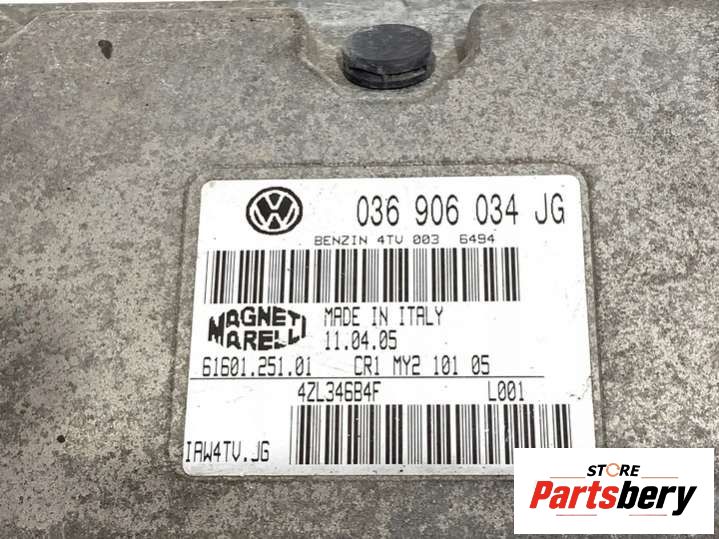 036 906 034 JG
BENZIN 4TV 003 6494
MAGNETI
MARELLI
MADE IN ITALY
11.04.05
61601.251.01 CR1 MY2 101 05
4ZL34684F L001
IAW4TV.JG
STORE
Partsbery